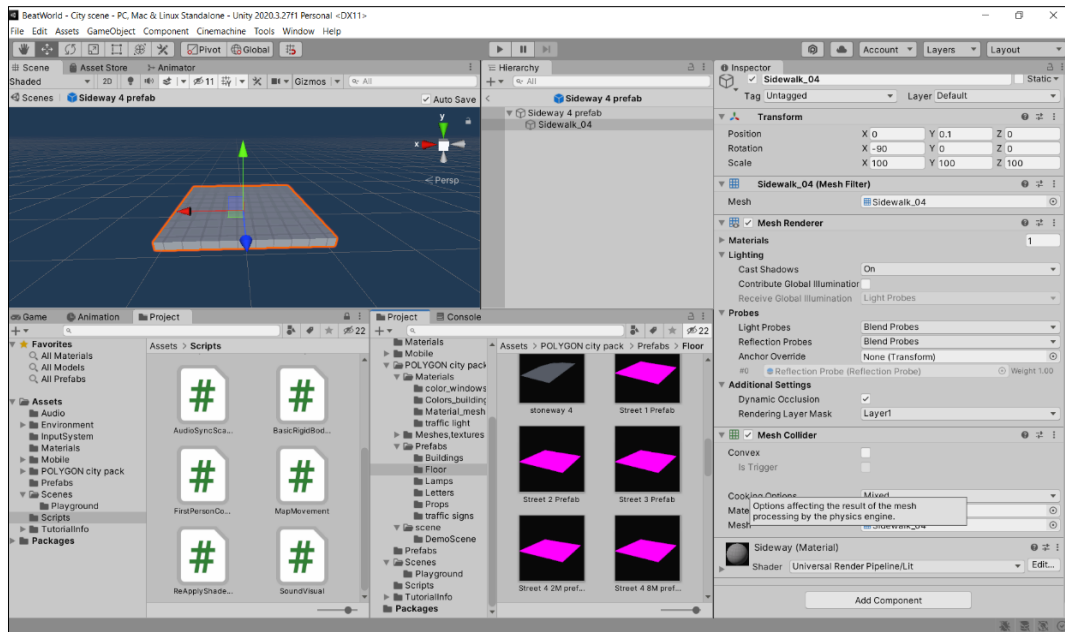 BeatWorld - City scene - PC, Mac & Linux Standalone - Unity 2020.3.27f1 Personal <DX11>
File Edit Assets GameObject Component Cinemachine Tools Window Help
Pivot Global
Account Layers Layout
Scene Asset Store Animator
Shaded 2D 11 Gizmos All
Scenes Sideway 4 prefab Auto Save
y
x
Persp
Hierarchy
All
Sideway 4 prefab
Sideway 4 prefab
Sidewalk_04
Game Animation Project
22
Favorites
All Materials
All Models
All Prefabs
Assets
Audio
Environment
InputSystem
Materials
Mobile
POLYGON city pack
Prefabs
Scenes
Playground
Scripts
TutorialInfo
Packages
Assets > Scripts
# #
AudioSyncSca... BasicRigidBod...
# #
FirstPersonCo... MapMovement
# #
ReApplyShade... SoundVisual
Project Console
22
Materials
Mobile
POLYGON city pack
Materials
color_windows
Colors_building
Material_mesh
traffic light
Meshes,textures
Prefabs
Buildings
Floor
Lamps
Letters
Props
traffic signs
scene
DemoScene
Prefabs
Scenes
Playground
Scripts
TutorialInfo
Packages
Assets > POLYGON city pack > Prefabs > Floor
stoneway 4 Street 1 Prefab
Street 2 Prefab Street 3 Prefab
Street 4 2M pref... Street 4 8M pref...
Inspector
Sidewalk_04 Static
Tag Untagged Layer Default
Transform
Position X 0 Y 0.1 Z 0
Rotation X -90 Y 0 Z 0
Scale X 100 Y 100 Z 100
Sidewalk_04 (Mesh Filter)
Mesh Sidewalk_04
Mesh Renderer
Materials 1
Lighting
Cast Shadows On
Contribute Global Illumination
Receive Global Illumination Light Probes
Probes
Light Probes Blend Probes
Reflection Probes Blend Probes
Anchor Override None (Transform)
#0 Reflection Probe (Reflection Probe) Weight 1.00
Additional Settings
Dynamic Occlusion
Rendering Layer Mask Layer1
Mesh Collider
Convex
Is Trigger
Cooking Options Mixed
Mate
Options affecting the result of the mesh
processing by the physics engine.
Mesh Sidewalk_04
Sideway (Material)
Shader Universal Render Pipeline/Lit Edit...
Add Component